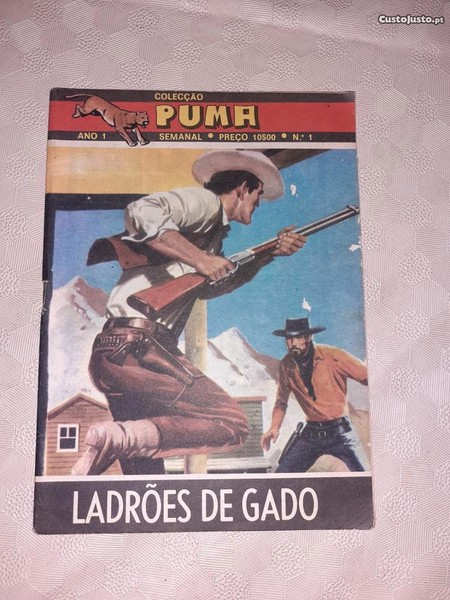 CustoJusto.pt
COLECÇÃO
PUMA
ANO 1 SEMANAL • PREÇO 10$00 • N.º 1
LADRÕES DE GADO